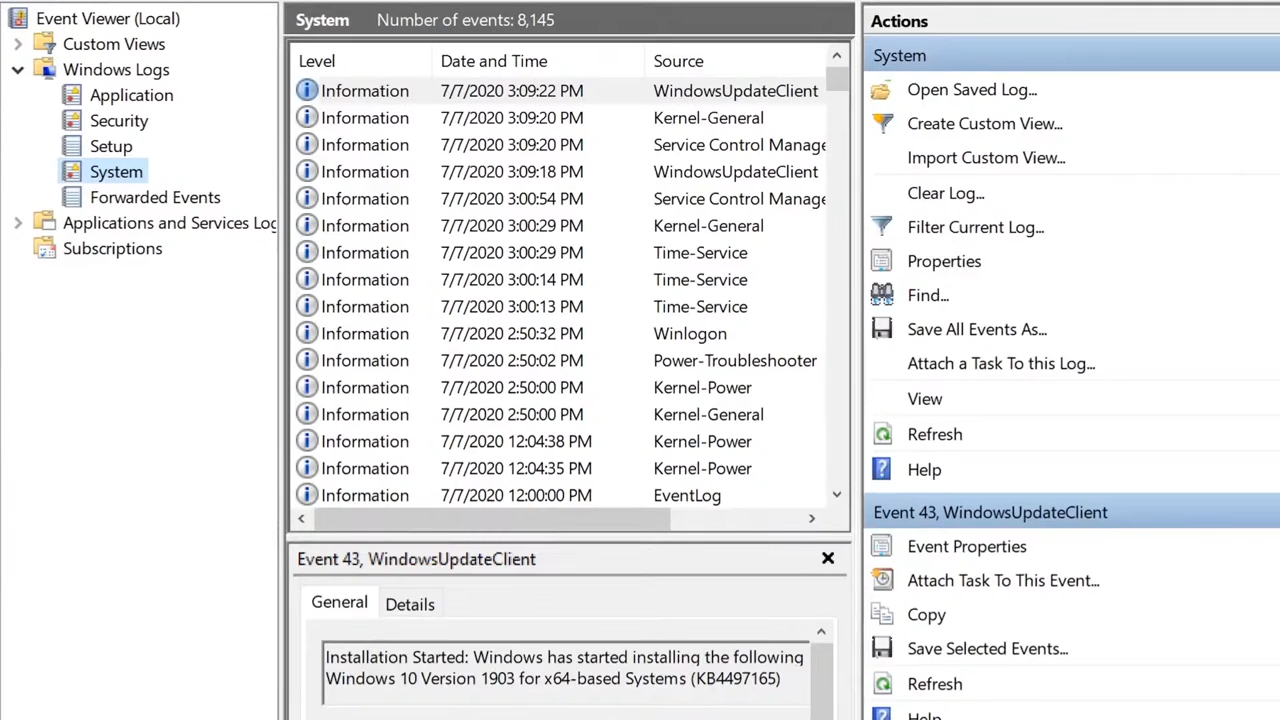 Event Viewer (Local)
Custom Views
Windows Logs
Application
Security
Setup
System
Forwarded Events
Applications and Services Log
Subscriptions
System Number of events: 8,145
Level Date and Time Source
Information 7/7/2020 3:09:22 PM WindowsUpdateClient
Information 7/7/2020 3:09:20 PM Kernel-General
Information 7/7/2020 3:09:20 PM Service Control Manage
Information 7/7/2020 3:09:18 PM WindowsUpdateClient
Information 7/7/2020 3:00:54 PM Service Control Manage
Information 7/7/2020 3:00:29 PM Kernel-General
Information 7/7/2020 3:00:29 PM Time-Service
Information 7/7/2020 3:00:14 PM Time-Service
Information 7/7/2020 3:00:13 PM Time-Service
Information 7/7/2020 2:50:32 PM Winlogon
Information 7/7/2020 2:50:02 PM Power-Troubleshooter
Information 7/7/2020 2:50:00 PM Kernel-Power
Information 7/7/2020 2:50:00 PM Kernel-General
Information 7/7/2020 12:04:38 PM Kernel-Power
Information 7/7/2020 12:04:35 PM Kernel-Power
Information 7/7/2020 12:00:00 PM EventLog
Event 43, WindowsUpdateClient
General Details
Installation Started: Windows has started installing the following
Windows 10 Version 1903 for x64-based Systems (KB4497165)
Actions
System
Open Saved Log...
Create Custom View...
Import Custom View...
Clear Log...
Filter Current Log...
Properties
Find...
Save All Events As...
Attach a Task To this Log...
View
Refresh
Help
Event 43, WindowsUpdateClient
Event Properties
Attach Task To This Event...
Copy
Save Selected Events...
Refresh
Help